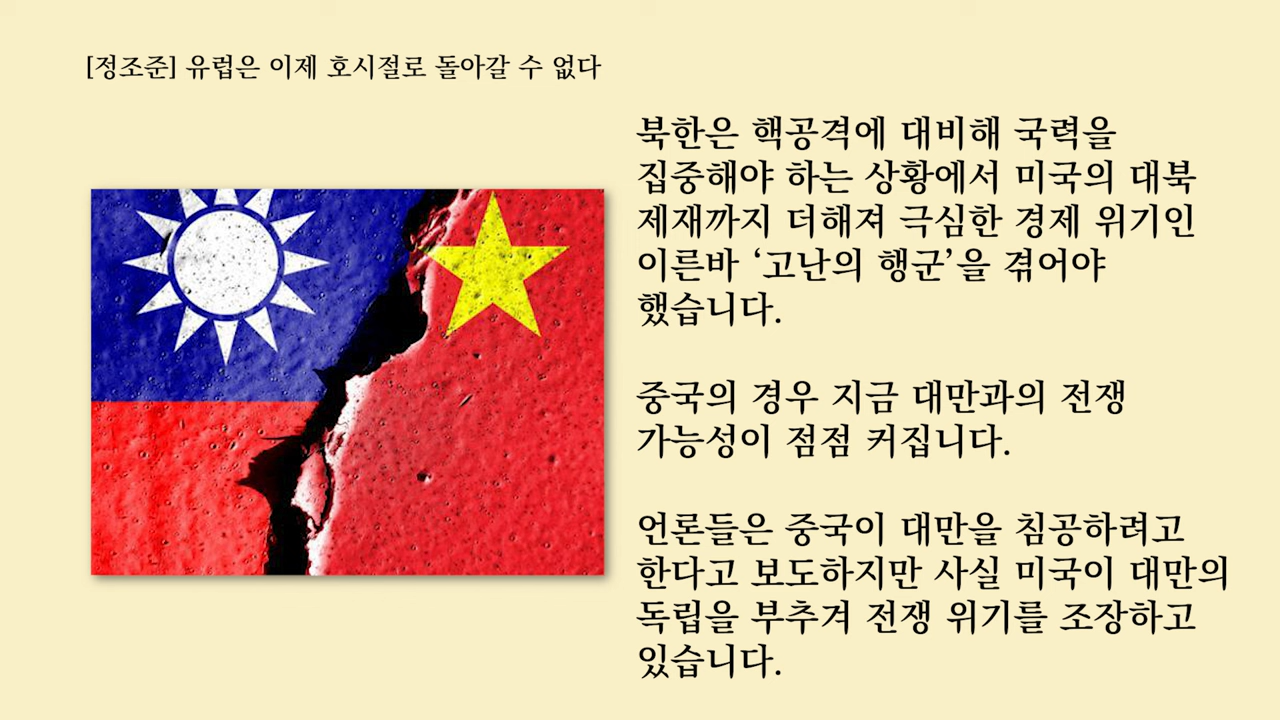 [정조준] 유럽은 이제 호시절로 돌아갈 수 없다
북한은 핵공격에 대비해 국력을
집중해야 하는 상황에서 미국의 대북
제재까지 더해져 극심한 경제 위기인
이른바 ‘고난의 행군’을 겪어야
했습니다.
중국의 경우 지금 대만과의 전쟁
가능성이 점점 커집니다.
언론들은 중국이 대만을 침공하려고
한다고 보도하지만 사실 미국이 대만의
독립을 부추겨 전쟁 위기를 조장하고
있습니다.